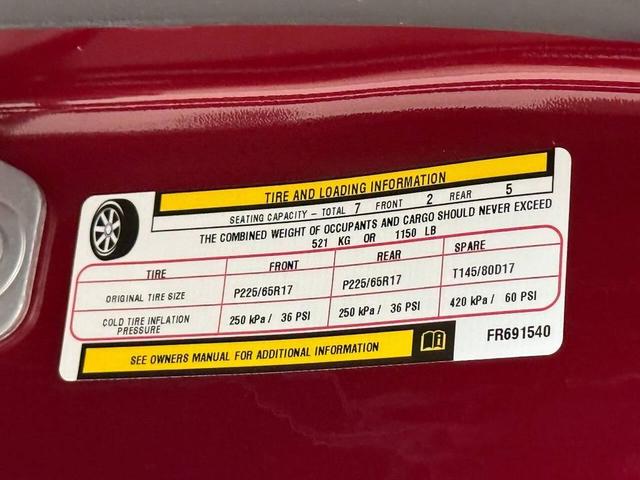 TIRE AND LOADING INFORMATION
SEATING CAPACITY – TOTAL 7 FRONT 2 REAR 5
THE COMBINED WEIGHT OF OCCUPANTS AND CARGO SHOULD NEVER EXCEED
521 KG OR 1150 LB
TIRE FRONT REAR SPARE
ORIGINAL TIRE SIZE P225/65R17 P225/65R17 T145/80D17
COLD TIRE INFLATION PRESSURE 250 kPa / 36 PSI 250 kPa / 36 PSI 420 kPa / 60 PSI
SEE OWNERS MANUAL FOR ADDITIONAL INFORMATION
FR691540